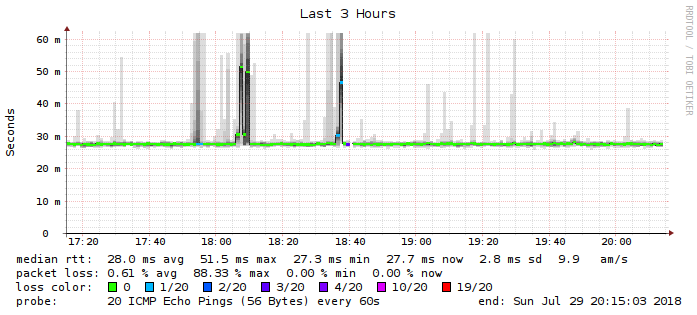 Last 3 Hours
RRDTOOL / TOBI OETIKER
Seconds
60 m
50 m
40 m
30 m
20 m
10 m
0
17:20 17:40 18:00 18:20 18:40 19:00 19:20 19:40 20:00
median rtt: 28.0 ms avg 51.5 ms max 27.3 ms min 27.7 ms now 2.8 ms sd 9.9 am/s
packet loss: 0.61 % avg 88.33 % max 0.00 % min 0.00 % now
loss color: 0 1/20 2/20 3/20 4/20 10/20 19/20
probe: 20 ICMP Echo Pings (56 Bytes) every 60s end: Sun Jul 29 20:15:03 2018